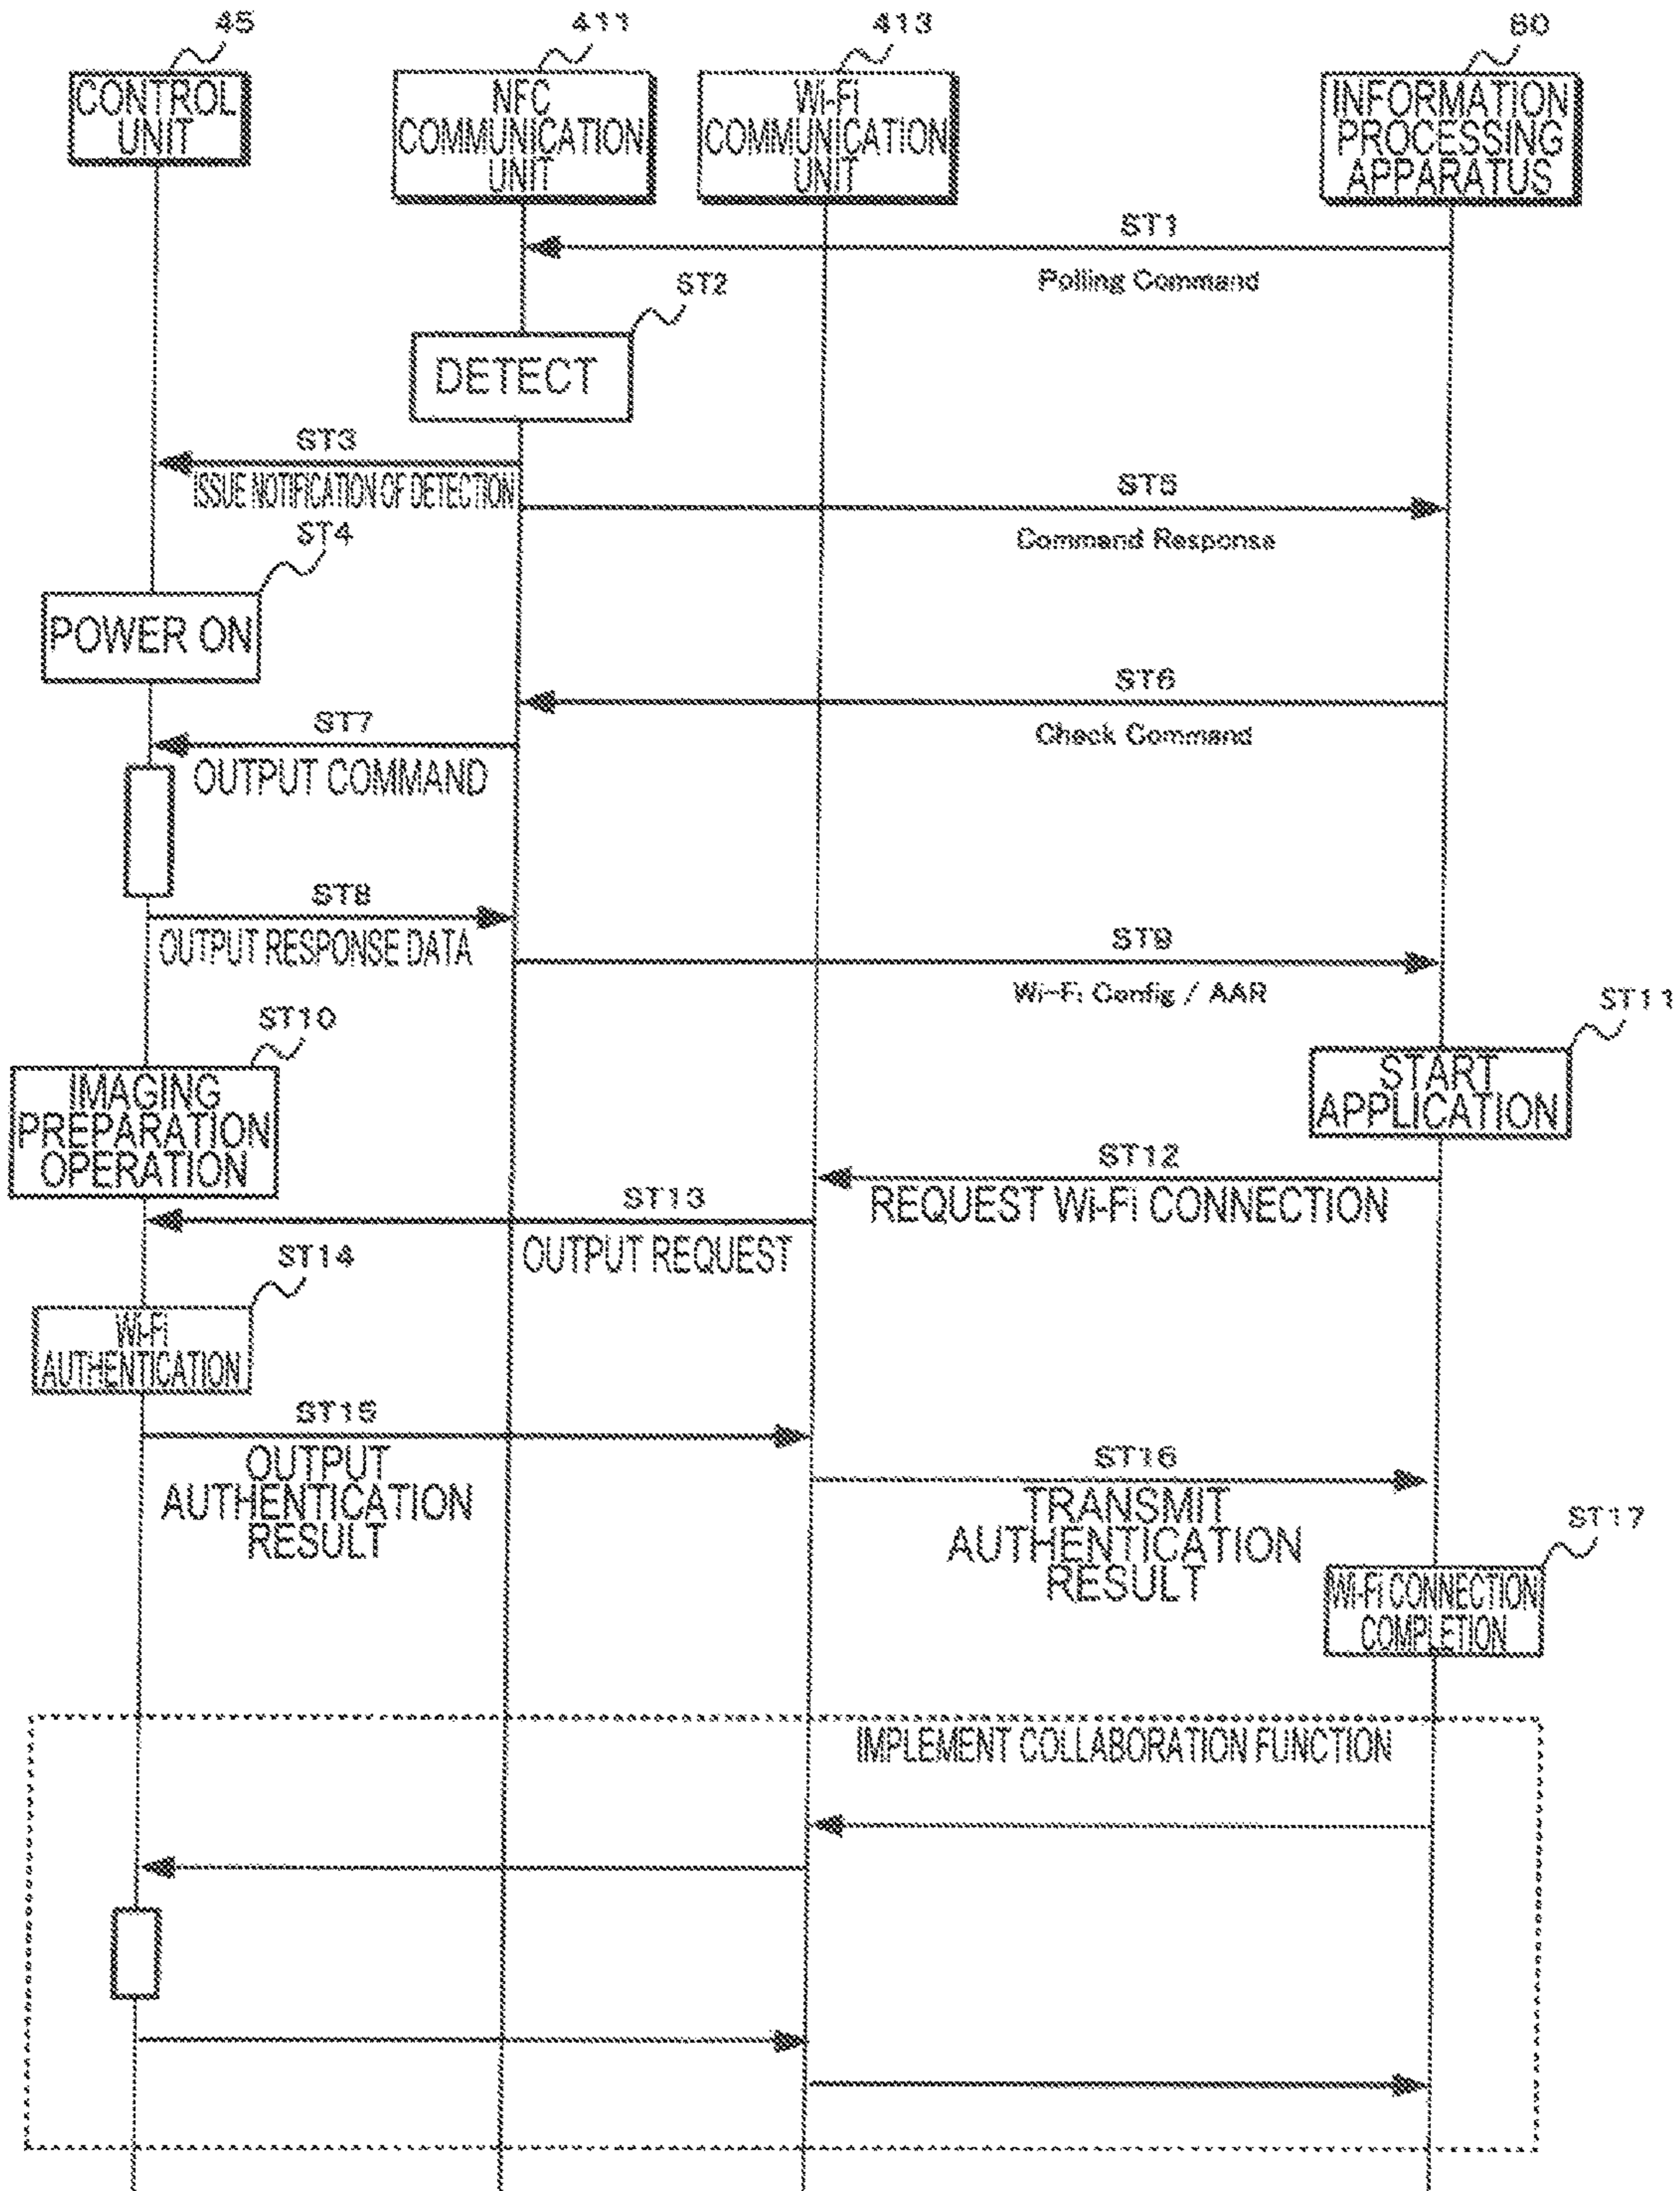 45
411
413
60
CONTROL
UNIT
NFC
COMMUNICATION
UNIT
Wi-Fi
COMMUNICATION
UNIT
INFORMATION
PROCESSING
APPARATUS
ST1
Polling Command
ST2
DETECT
ST3
ISSUE NOTIFICATION OF DETECTION
ST5
Command Response
ST4
POWER ON
ST6
Check Command
ST7
OUTPUT COMMAND
ST8
OUTPUT RESPONSE DATA
ST9
Wi-Fi Config / AAR
ST10
IMAGING
PREPARATION
OPERATION
ST11
START
APPLICATION
ST12
REQUEST Wi-Fi CONNECTION
ST13
OUTPUT REQUEST
ST14
Wi-Fi
AUTHENTICATION
ST15
OUTPUT
AUTHENTICATION
RESULT
ST16
TRANSMIT
AUTHENTICATION
RESULT
ST17
Wi-Fi CONNECTION
COMPLETION
IMPLEMENT COLLABORATION FUNCTION